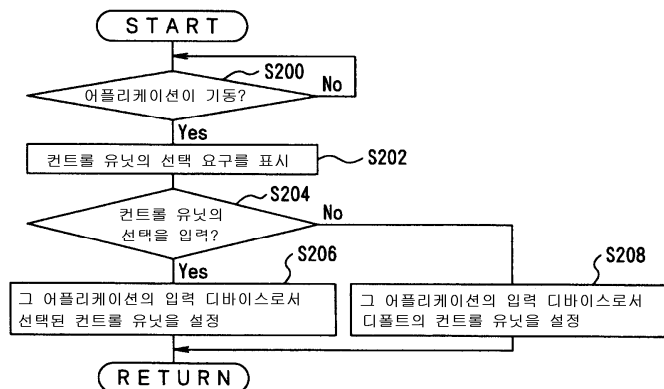 START
S200
어플리케이션이 기동?
No
Yes
컨트롤 유닛의 선택 요구를 표시
S202
S204
컨트롤 유닛의
선택을 입력?
No
Yes
S206
그 어플리케이션의 입력 디바이스로서
선택된 컨트롤 유닛을 설정
S208
그 어플리케이션의 입력 디바이스로서
디폴트의 컨트롤 유닛을 설정
RETURN